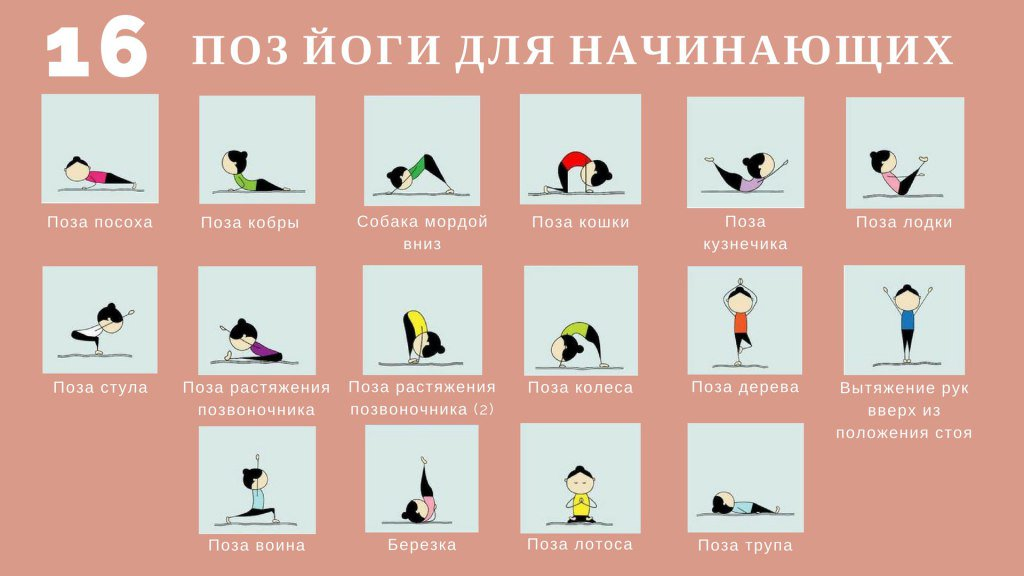 16 ПОЗ ЙОГИ ДЛЯ НАЧИНАЮЩИХ
Поза посоха
Поза кобры
Собака мордой
вниз
Поза кошки
Поза
кузнечика
Поза лодки
Поза стула
Поза растяжения
позвоночника
Поза растяжения
позвоночника (2)
Поза колеса
Поза дерева
Вытяжение рук
вверх из
положения стоя
Поза воина
Березка
Поза лотоса
Поза трупа